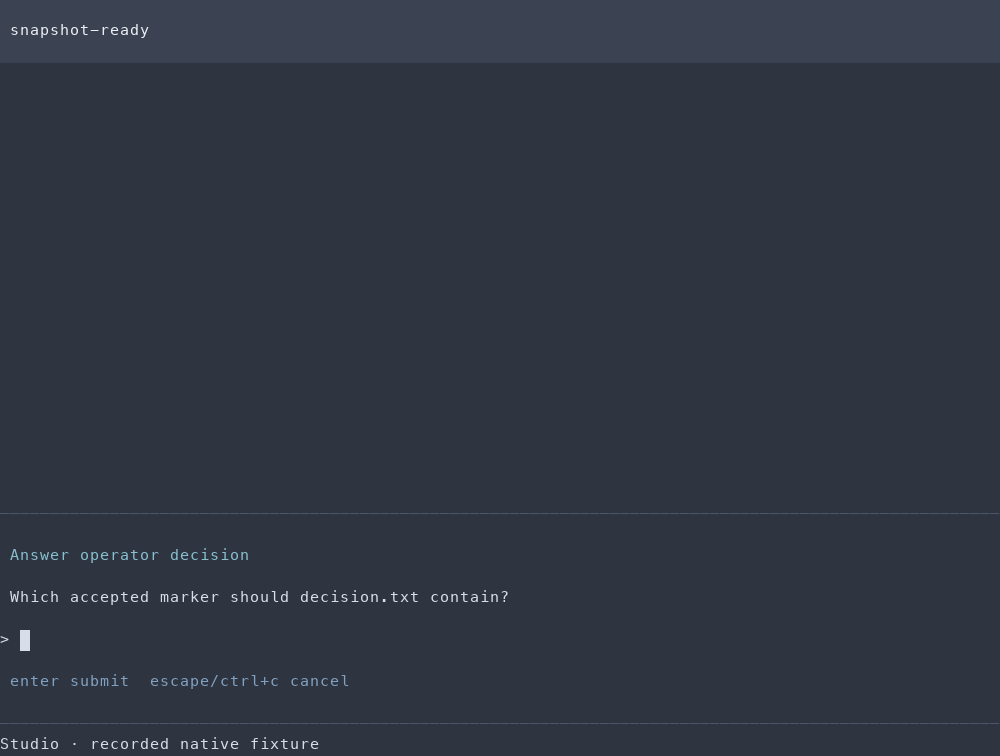 snapshot-ready
Answer operator decision
Which accepted marker should decision.txt contain?
>
enter submit  escape/ctrl+c cancel
Studio · recorded native fixture